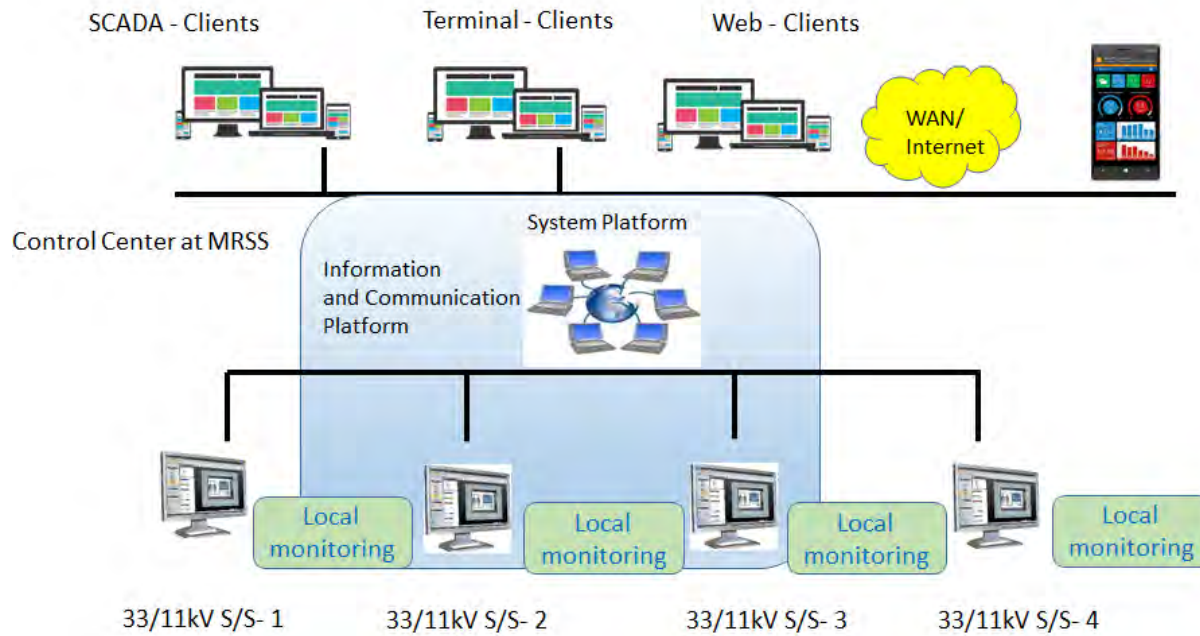 SCADA - Clients
Terminal - Clients
Web - Clients
WAN/
Internet
Control Center at MRSS
System Platform
Information
and Communication
Platform
Local
monitoring
Local
monitoring
Local
monitoring
Local
monitoring
33/11kV S/S- 1
33/11kV S/S- 2
33/11kV S/S- 3
33/11kV S/S- 4